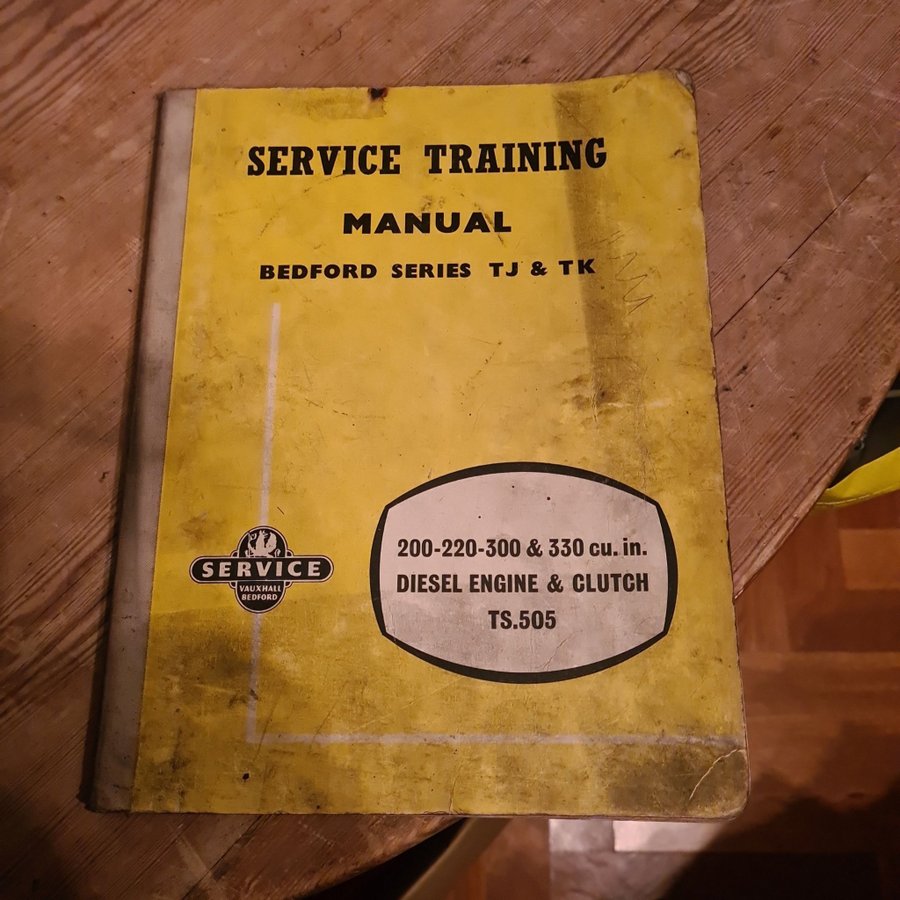 SERVICE TRAINING
MANUAL
BEDFORD SERIES TJ & TK
200-220-300 & 330 cu. in.
DIESEL ENGINE & CLUTCH
TS.505
SERVICE
VAUXHALL
BEDFORD